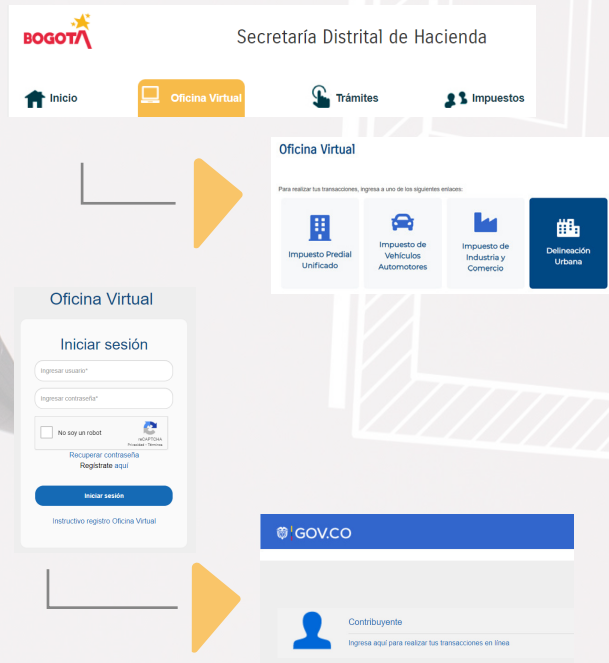 BOGOTÁ
Secretaría Distrital de Hacienda
Inicio
Oficina Virtual
Trámites
Impuestos
Oficina Virtual
Para realizar tus transacciones, ingresa a uno de los siguientes enlaces:
Impuesto Predial
Unificado
Impuesto de
Vehículos
Automotores
Impuesto de
Industria y
Comercio
Delineación
Urbana
Oficina Virtual
Iniciar sesión
Ingresar usuario*
Ingresar contraseña*
No soy un robot
reCAPTCHA
Privacidad - Términos
Recuperar contraseña
Regístrate aquí
Iniciar sesión
Instructivo registro Oficina Virtual
GOV.CO
Contribuyente
Ingresa aquí para realizar tus transacciones en línea